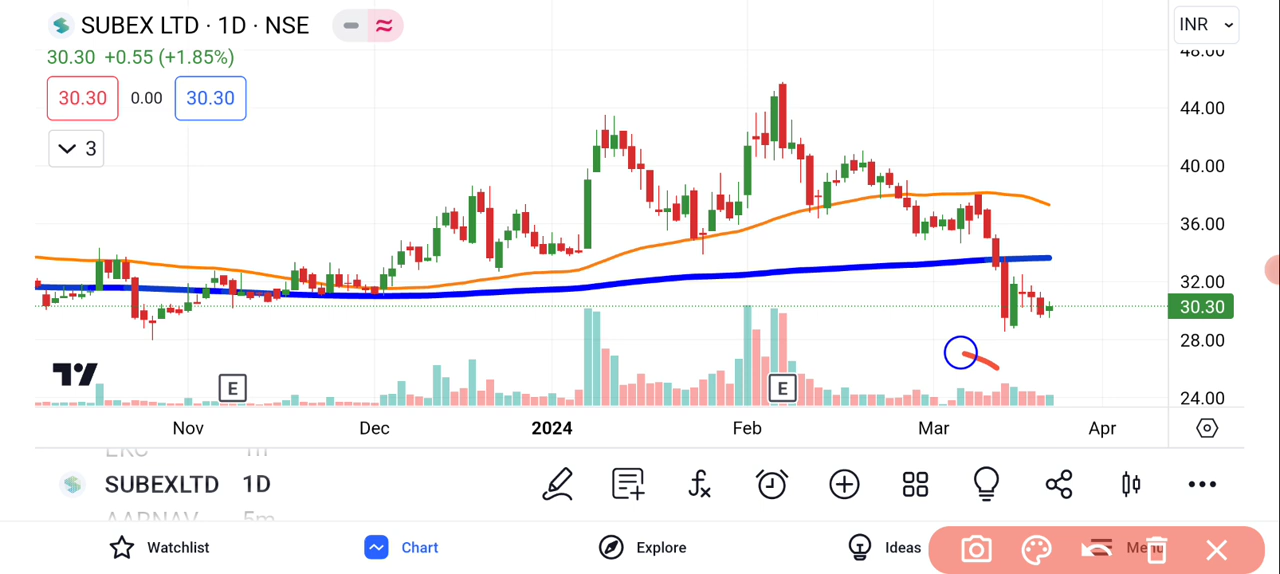 SUBEX LTD · 1D · NSE
INR
30.30 +0.55 (+1.85%)
48.00
30.30 0.00 30.30
3
44.00
40.00
36.00
32.00
30.30
28.00
24.00
E
E
Nov Dec 2024 Feb Mar Apr
SUBEXLTD 1D
AARNAV 5m
Watchlist Chart Explore Ideas Menu